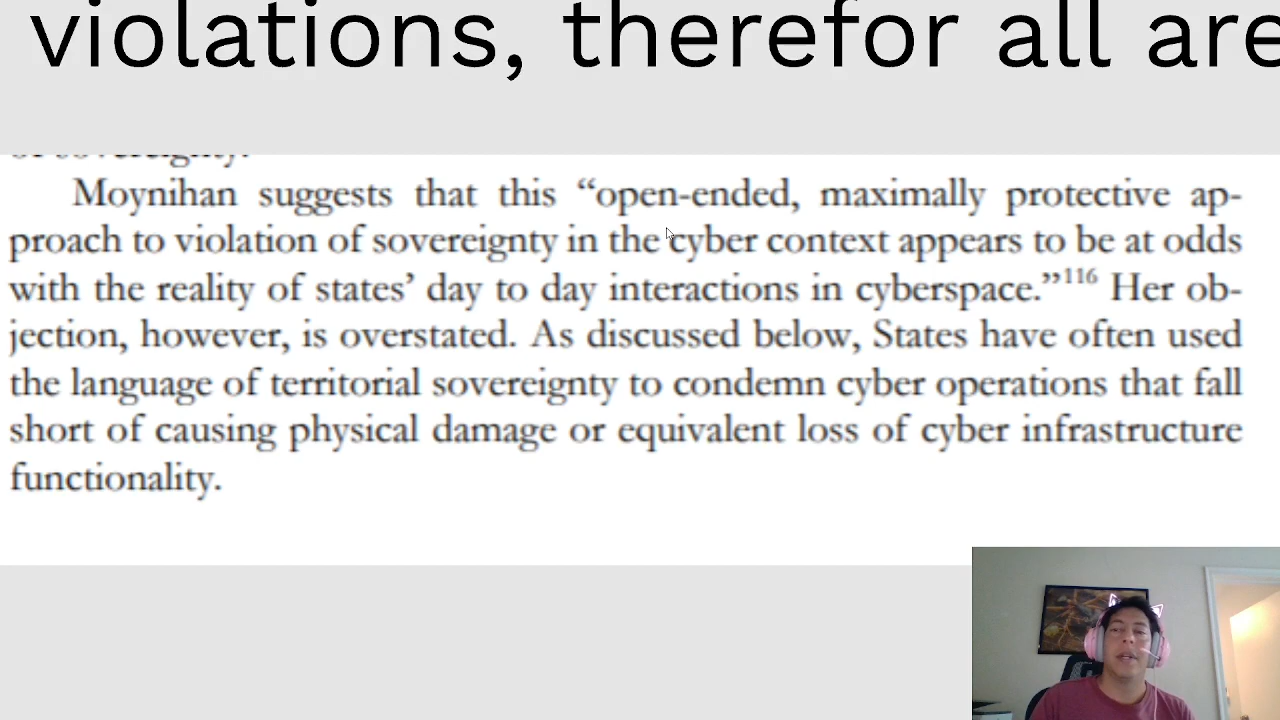 violations, therefor all are
of sovereignty.
Moynihan suggests that this “open-ended, maximally protective ap-
proach to violation of sovereignty in the cyber context appears to be at odds
with the reality of states’ day to day interactions in cyberspace.”116 Her ob-
jection, however, is overstated. As discussed below, States have often used
the language of territorial sovereignty to condemn cyber operations that fall
short of causing physical damage or equivalent loss of cyber infrastructure
functionality.